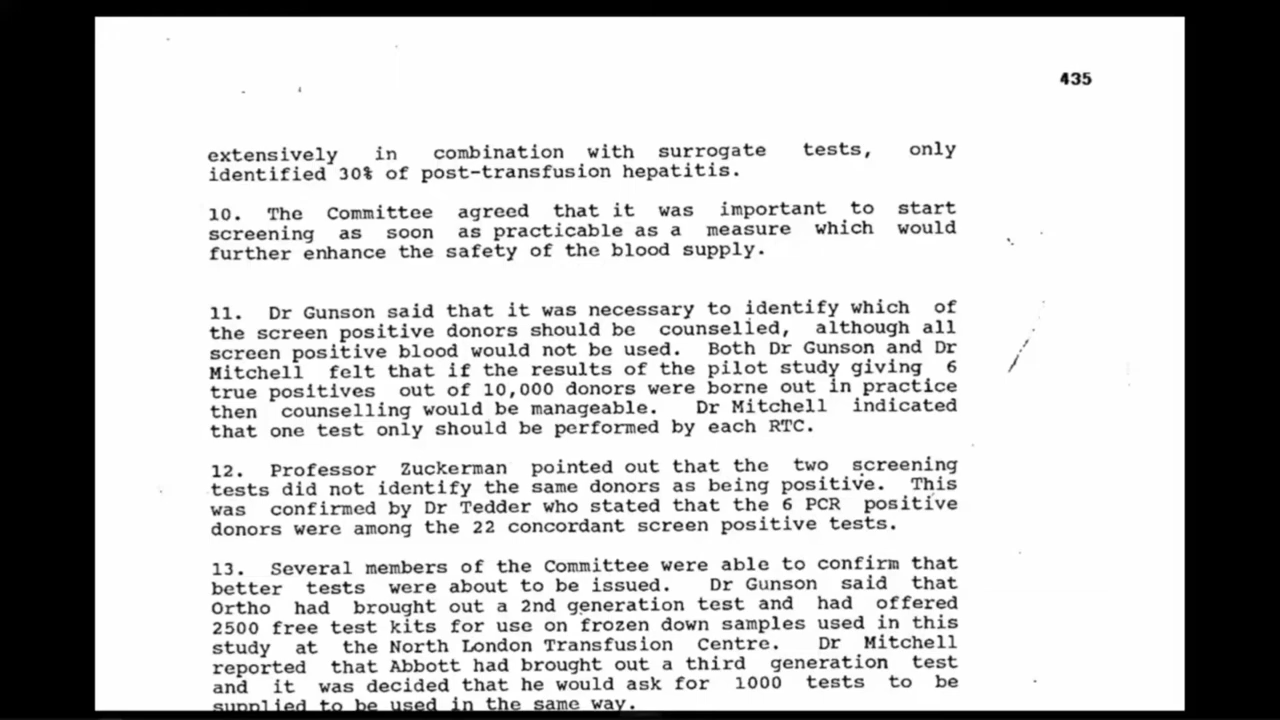 435
extensively in combination with surrogate tests, only
identified 30% of post-transfusion hepatitis.
10. The Committee agreed that it was important to start
screening as soon as practicable as a measure which would
further enhance the safety of the blood supply.
11. Dr Gunson said that it was necessary to identify which of
the screen positive donors should be counselled, although all
screen positive blood would not be used. Both Dr Gunson and Dr
Mitchell felt that if the results of the pilot study giving 6
true positives out of 10,000 donors were borne out in practice
then counselling would be manageable. Dr Mitchell indicated
that one test only should be performed by each RTC.
12. Professor Zuckerman pointed out that the two screening
tests did not identify the same donors as being positive. This
was confirmed by Dr Tedder who stated that the 6 PCR positive
donors were among the 22 concordant screen positive tests.
13. Several members of the Committee were able to confirm that
better tests were about to be issued. Dr Gunson said that
Ortho had brought out a 2nd generation test and had offered
2500 free test kits for use on frozen down samples used in this
study at the North London Transfusion Centre. Dr Mitchell
reported that Abbott had brought out a third generation test
and it was decided that he would ask for 1000 tests to be
supplied to be used in the same way.